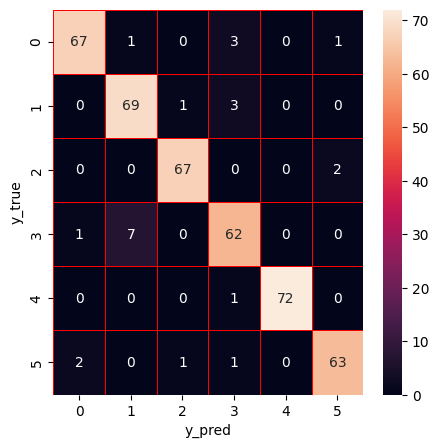 0 67 1 0 3 0 1
1 0 69 1 3 0 0
2 0 0 67 0 0 2
3 1 7 0 62 0 0
4 0 0 0 1 72 0
5 2 0 1 1 0 63
0 1 2 3 4 5
y_true
y_pred
70
60
50
40
30
20
10
0